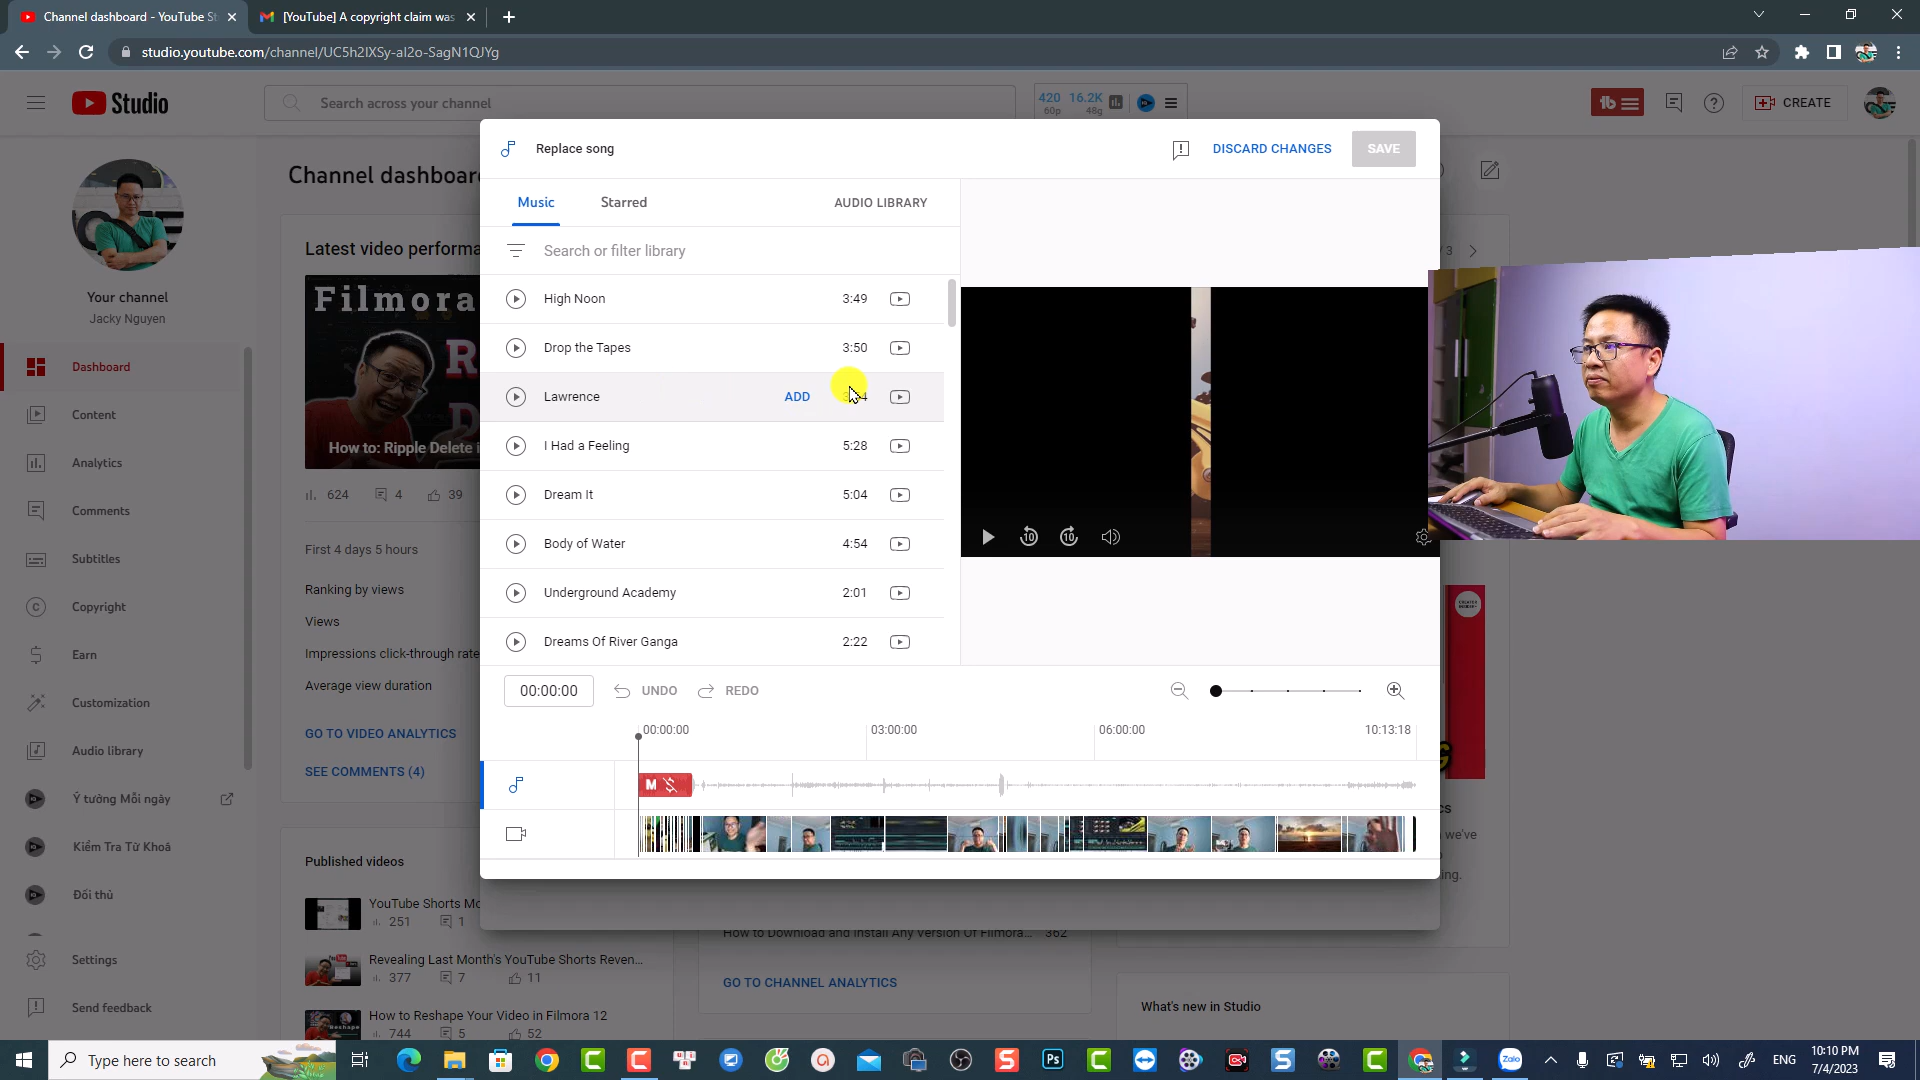 Channel dashboard - YouTube St
[YouTube] A copyright claim was
studio.youtube.com/channel/UC5h2IXSy-al2o-SagN1QJYg
Studio
Search across your channel
420 16.2K
60p 48g
CREATE
Your channel
Jacky Nguyen
Dashboard
Content
Analytics
Comments
Subtitles
Copyright
Earn
Customization
Audio library
Ý tưởng Mỗi ngày
Kiểm Tra Từ Khoá
Đối thủ
Settings
Send feedback
Channel dashboar
Latest video performa
Filmora
How to: Ripple Delete i
624 4 39
First 4 days 5 hours
Ranking by views
Views
Impressions click-through rate
Average view duration
GO TO VIDEO ANALYTICS
SEE COMMENTS (4)
Published videos
YouTube Shorts Mo
251 1
Revealing Last Month's YouTube Shorts Reven...
377 7 11
How to Reshape Your Video in Filmora 12
744 5 52
Replace song
DISCARD CHANGES
SAVE
Music
Starred
AUDIO LIBRARY
Search or filter library
High Noon 3:49
Drop the Tapes 3:50
Lawrence ADD
I Had a Feeling 5:28
Dream It 5:04
Body of Water 4:54
Underground Academy 2:01
Dreams Of River Ganga 2:22
10 10
00:00:00
UNDO
REDO
00:00:00 03:00:00 06:00:00 10:13:18
M
How to Download and Install Any Version Of Filmora... 362
GO TO CHANNEL ANALYTICS
/ 3
we've
ing.
What's new in Studio
Type here to search
ENG
10:10 PM
7/4/2023